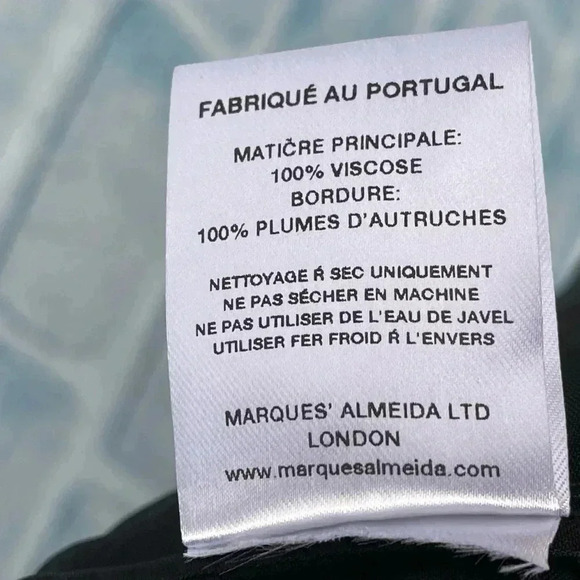 FABRIQUÉ AU PORTUGAL
MATIČRE PRINCIPALE:
100% VISCOSE
BORDURE:
100% PLUMES D'AUTRUCHES
NETTOYAGE Ŕ SEC UNIQUEMENT
NE PAS SÉCHER EN MACHINE
NE PAS UTILISER DE L'EAU DE JAVEL
UTILISER FER FROID Ŕ L'ENVERS
MARQUES' ALMEIDA LTD
LONDON
www.marquesalmeida.com